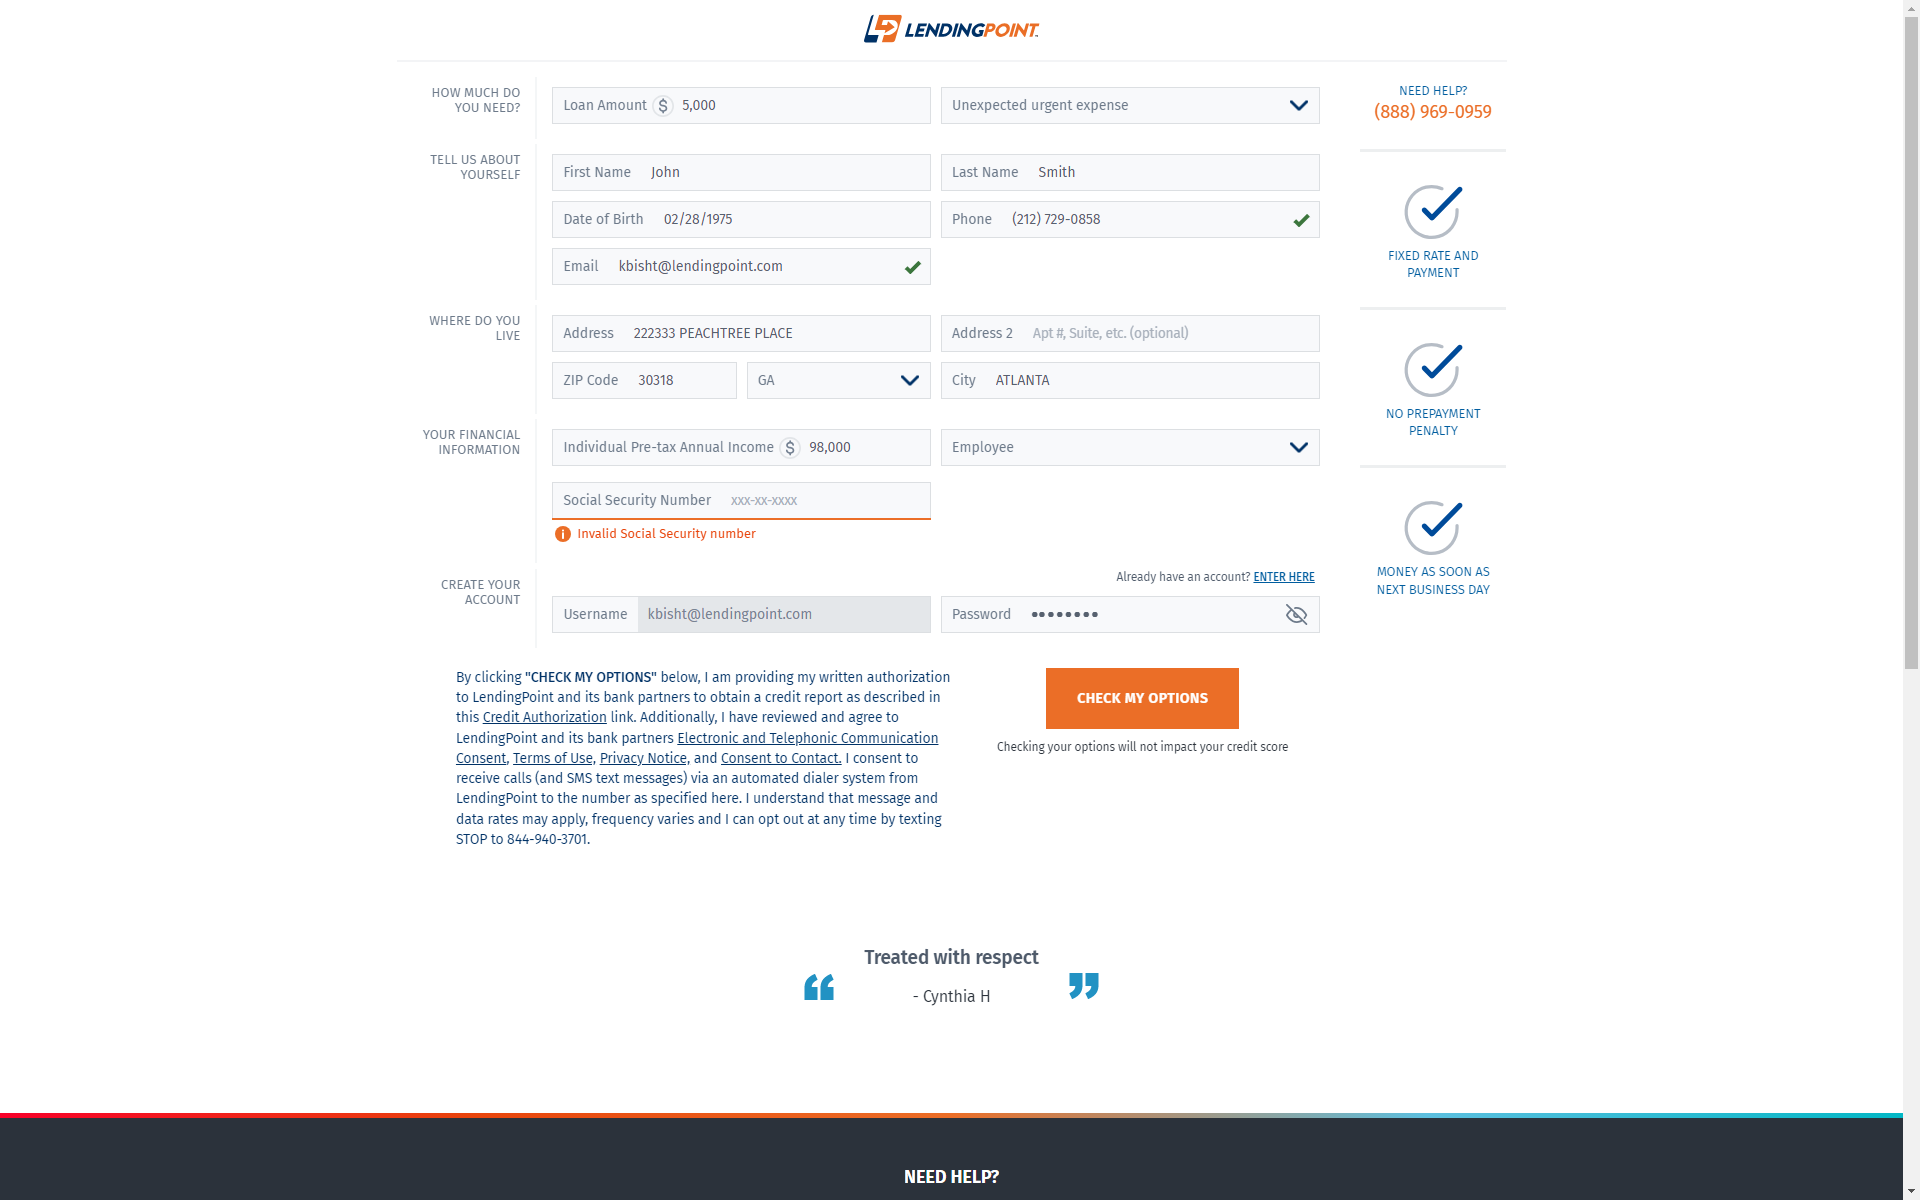 LENDINGPOINT™
HOW MUCH DO
YOU NEED?
Loan Amount $ 5,000
Unexpected urgent expense
NEED HELP?
(888) 969-0959
TELL US ABOUT
YOURSELF
First Name John
Last Name Smith
Date of Birth 02/28/1975
Phone (212) 729-0858
Email kbisht@lendingpoint.com
FIXED RATE AND
PAYMENT
WHERE DO YOU
LIVE
Address 222333 PEACHTREE PLACE
Address 2 Apt #, Suite, etc. (optional)
ZIP Code 30318
GA
City ATLANTA
NO PREPAYMENT
PENALTY
YOUR FINANCIAL
INFORMATION
Individual Pre-tax Annual Income $ 98,000
Employee
Social Security Number xxx-xx-xxxx
Invalid Social Security number
MONEY AS SOON AS
NEXT BUSINESS DAY
CREATE YOUR
ACCOUNT
Already have an account? ENTER HERE
Username kbisht@lendingpoint.com
Password ••••••••
By clicking "CHECK MY OPTIONS" below, I am providing my written authorization
to LendingPoint and its bank partners to obtain a credit report as described in
this Credit Authorization link. Additionally, I have reviewed and agree to
LendingPoint and its bank partners Electronic and Telephonic Communication
Consent, Terms of Use, Privacy Notice, and Consent to Contact. I consent to
receive calls (and SMS text messages) via an automated dialer system from
LendingPoint to the number as specified here. I understand that message and
data rates may apply, frequency varies and I can opt out at any time by texting
STOP to 844-940-3701.
CHECK MY OPTIONS
Checking your options will not impact your credit score
Treated with respect
“ - Cynthia H ”
NEED HELP?